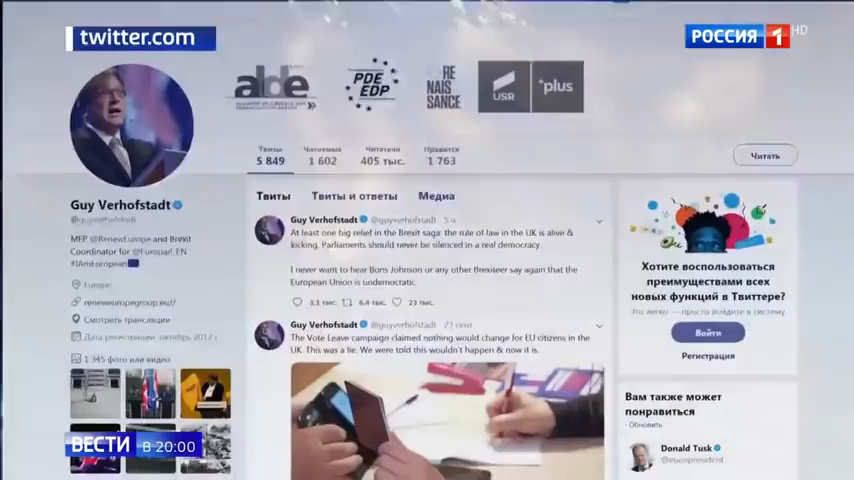 twitter.com
РОССИЯ 1 HD
alde
PDE
EDP
RE
NAIS
SANCE
USR
+plus
Твиты Читаемые Читатели Нравится
5 849 1 602 405 тыс. 1 763
Читать
Guy Verhofstadt
@guyverhofstadt
MEP @RenewEurope and Brexit
Coordinator for @Europarl_EN
#IAmEuropean
Europe
reneweuropegroup.eu//
Смотреть трансляции
Дата регистрации: октябрь 2012 г.
1 345 фото или видео
Твиты Твиты и ответы Медиа
Guy Verhofstadt @guyverhofstadt 5 ч
At least one big relief in the Brexit saga: the rule of law in the UK is alive &
kicking. Parliaments should never be silenced in a real democracy.
I never want to hear Boris Johnson or any other Brexiteer say again that the
European Union is undemocratic.
3,1 тыс. 6,4 тыс. 23 тыс.
Guy Verhofstadt @guyverhofstadt 23 сент.
The Vote Leave campaign claimed nothing would change for EU citizens in the
UK. This was a lie. We were told this wouldn't happen & now it is.
Хотите воспользоваться
преимуществами всех
новых функций в Твиттере?
Это легко — просто войдите в систему
Войти
Регистрация
Вам также может
понравиться
Обновить
Donald Tusk
@eucopresident
ВЕСТИ В 20:00